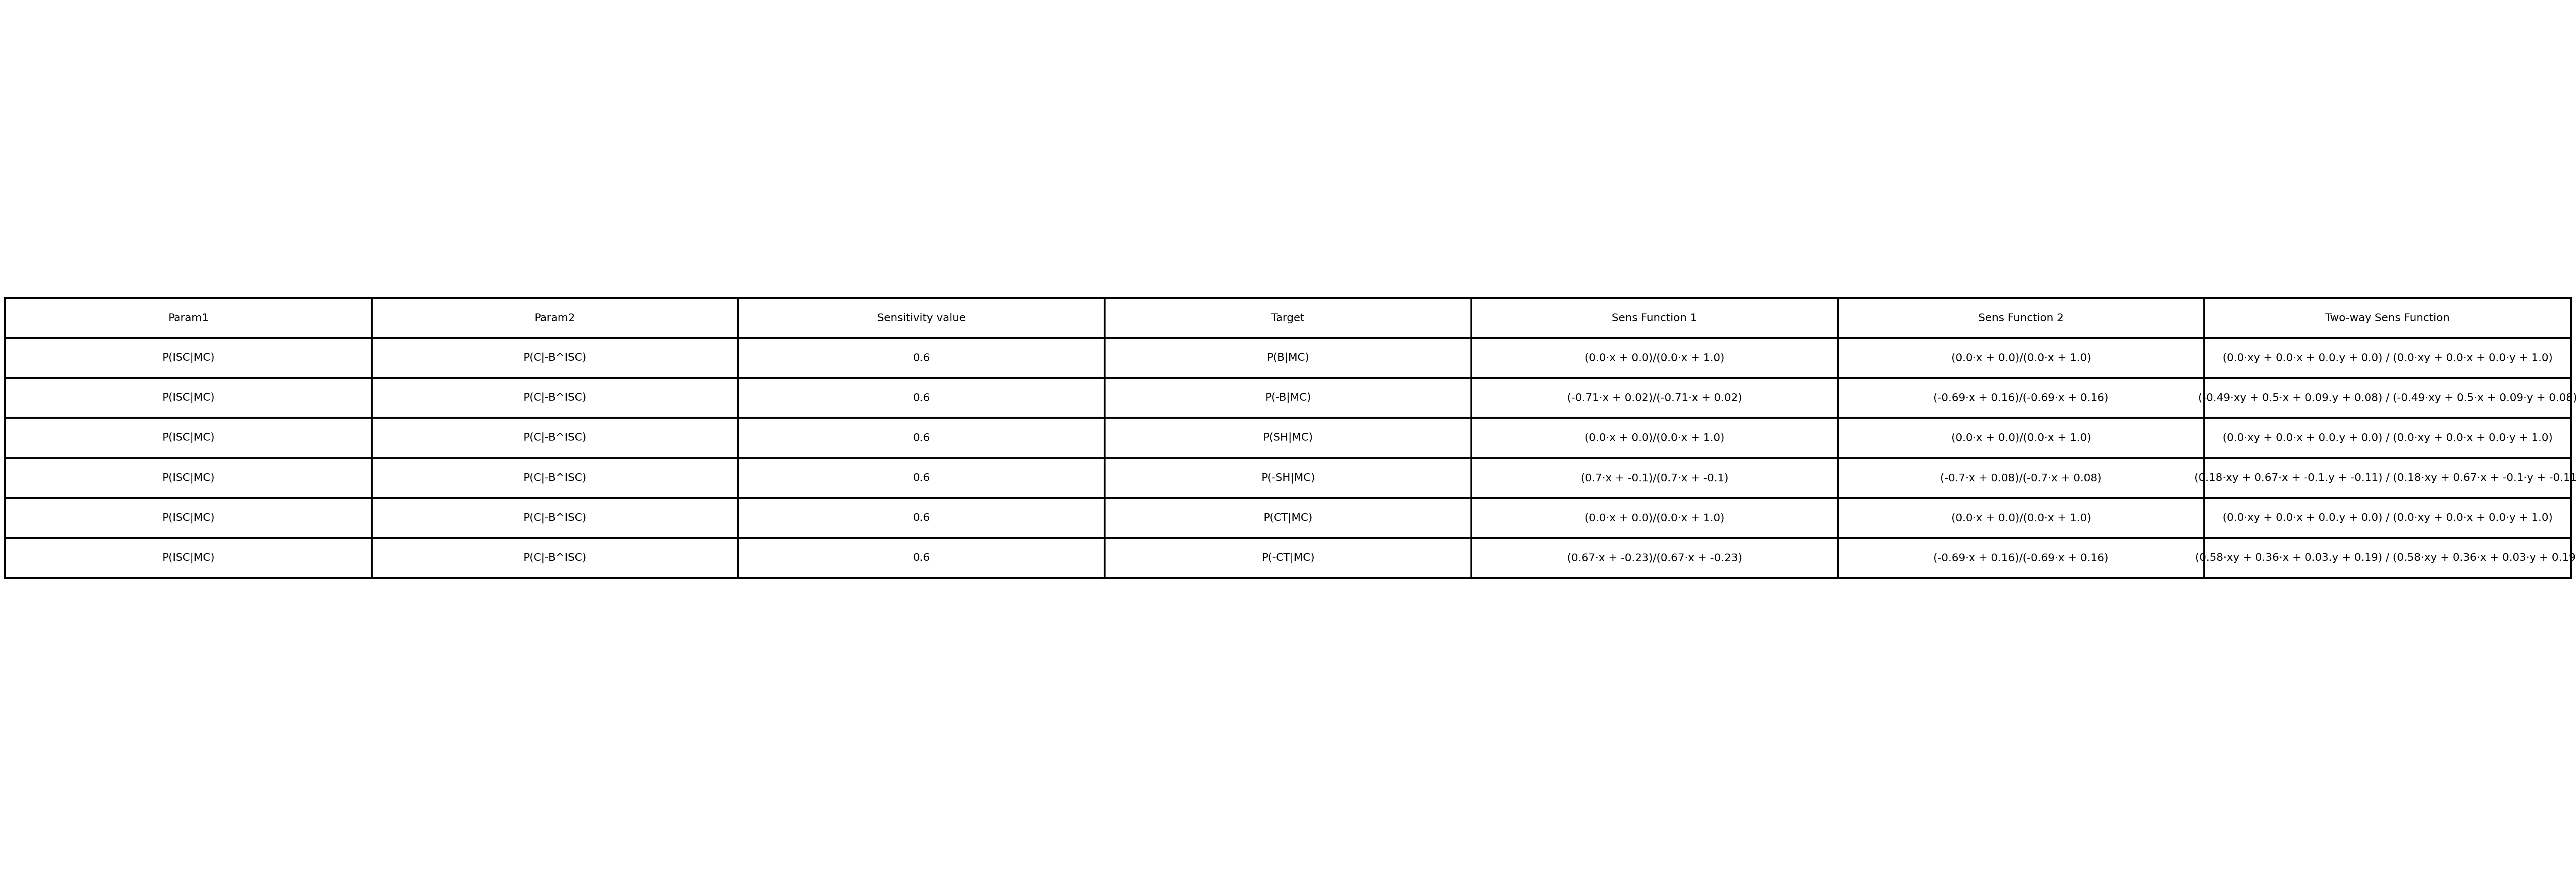 Param1 Param2 Sensitivity value Target Sens Function 1 Sens Function 2 Two-way Sens Function
P(ISC|MC) P(C|-B^ISC) 0.6 P(B|MC) (0.0·x + 0.0)/(0.0·x + 1.0) (0.0·x + 0.0)/(0.0·x + 1.0) (0.0·xy + 0.0·x + 0.0.y + 0.0) / (0.0·xy + 0.0·x + 0.0·y + 1.0)
P(ISC|MC) P(C|-B^ISC) 0.6 P(-B|MC) (-0.71·x + 0.02)/(-0.71·x + 0.02) (-0.69·x + 0.16)/(-0.69·x + 0.16) (-0.49·xy + 0.5·x + 0.09.y + 0.08) / (-0.49·xy + 0.5·x + 0.09·y + 0.08)
P(ISC|MC) P(C|-B^ISC) 0.6 P(SH|MC) (0.0·x + 0.0)/(0.0·x + 1.0) (0.0·x + 0.0)/(0.0·x + 1.0) (0.0·xy + 0.0·x + 0.0.y + 0.0) / (0.0·xy + 0.0·x + 0.0·y + 1.0)
P(ISC|MC) P(C|-B^ISC) 0.6 P(-SH|MC) (0.7·x + -0.1)/(0.7·x + -0.1) (-0.7·x + 0.08)/(-0.7·x + 0.08) (0.18·xy + 0.67·x + -0.1.y + -0.11) / (0.18·xy + 0.67·x + -0.1·y + -0.11
P(ISC|MC) P(C|-B^ISC) 0.6 P(CT|MC) (0.0·x + 0.0)/(0.0·x + 1.0) (0.0·x + 0.0)/(0.0·x + 1.0) (0.0·xy + 0.0·x + 0.0.y + 0.0) / (0.0·xy + 0.0·x + 0.0·y + 1.0)
P(ISC|MC) P(C|-B^ISC) 0.6 P(-CT|MC) (0.67·x + -0.23)/(0.67·x + -0.23) (-0.69·x + 0.16)/(-0.69·x + 0.16) (0.58·xy + 0.36·x + 0.03.y + 0.19) / (0.58·xy + 0.36·x + 0.03·y + 0.19